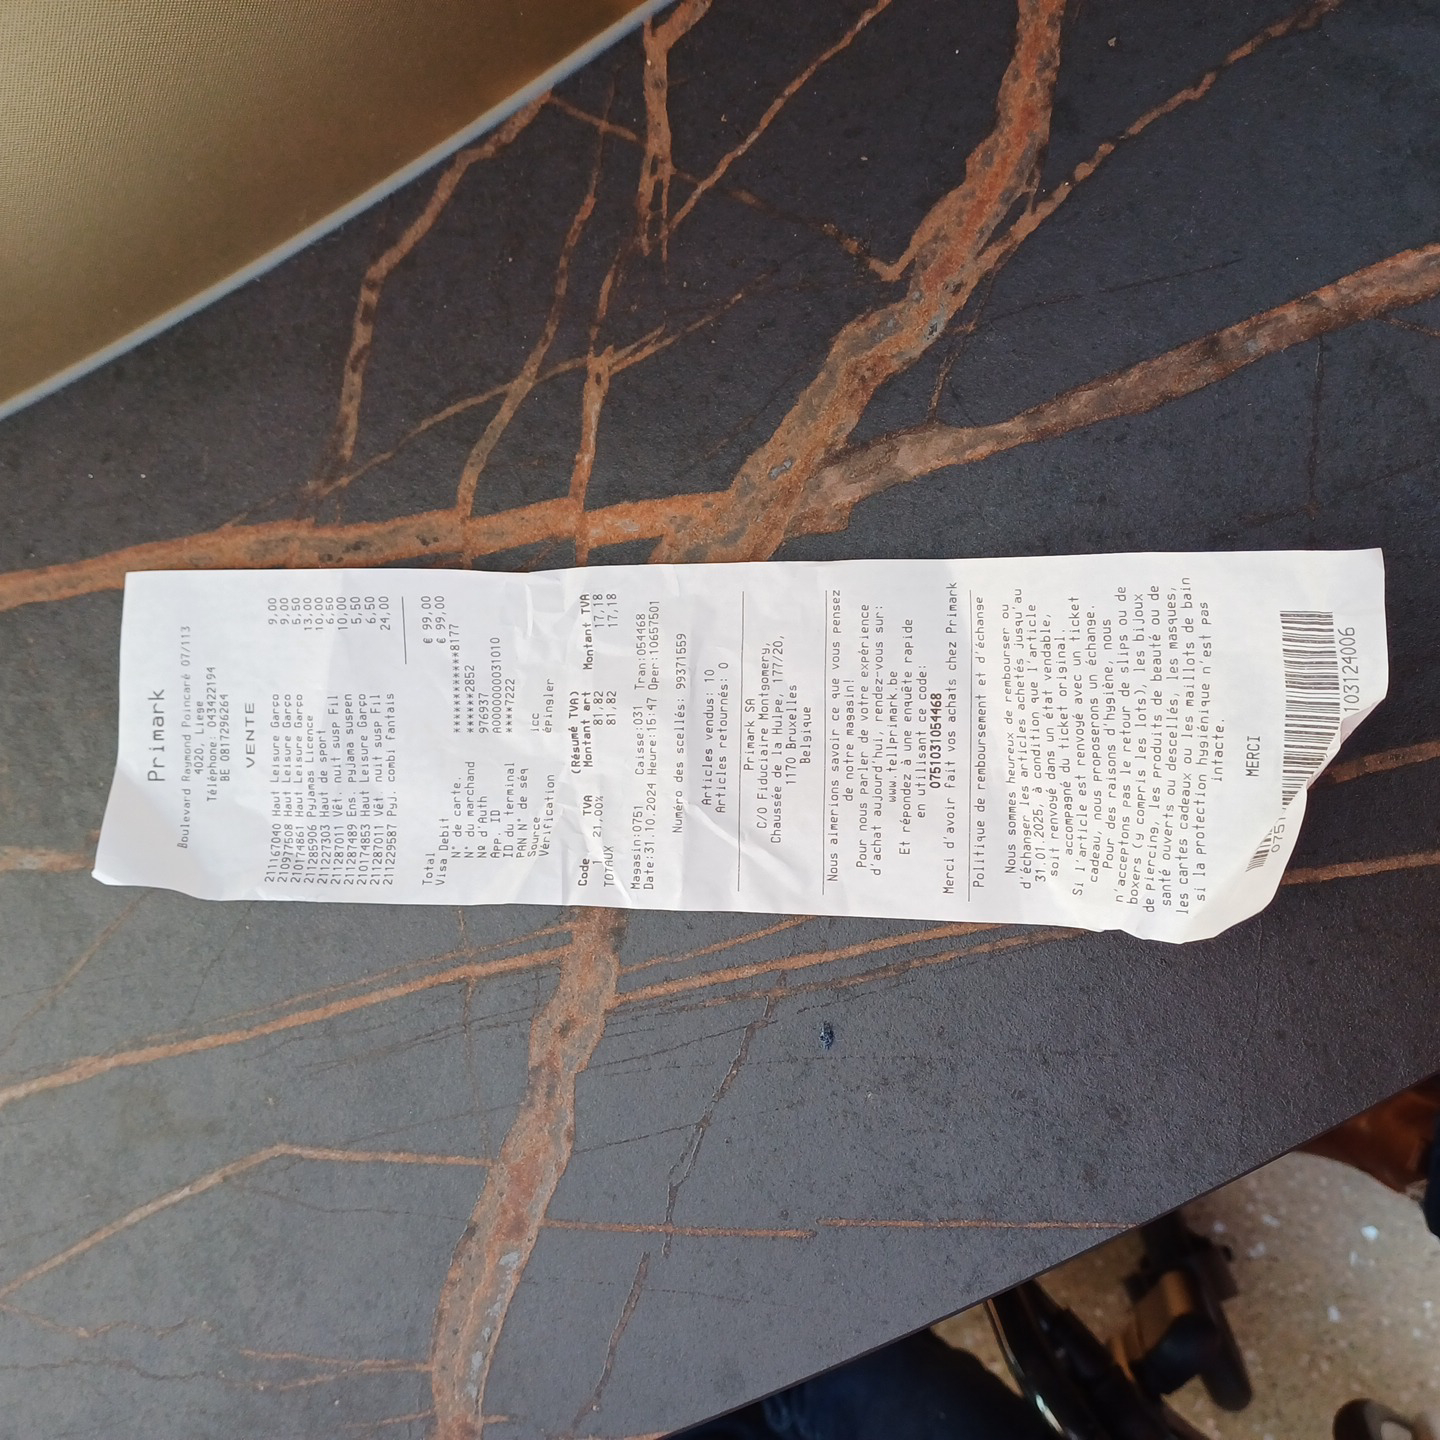 Primark
Boulevard Raymond Poincaré 07/113
4020, Liege
Téléphone: 043422194
BE 0817296264
VENTE
211167040 Haut Leisure Garço 9,00
210977508 Haut Leisure Garço 9,00
210174861 Haut Leisure Garço 5,50
211285906 Pyjamas Licence 13,00
211227303 Haut de sport 10,00
211287011 Vêt. nuit susp Fil 6,50
211287489 Ens. Pyjama suspen 10,00
210174853 Haut Leisure Garço 5,50
211287011 Vêt. nuit susp Fil 6,50
211229587 Pyj. combi fantais 24,00
Total € 99,00
Visa Debit € 99,00
N° de carte. ************8177
N° du marchand ******2852
Nº d'Auth 976937
App. ID A0000000031010
ID du terminal ****7222
PAN N° de séq
Source icc
Vérification épingler
(Résumé TVA)
Code TVA Montant net Montant TVA
1 21,00% 81,82 17,18
TOTAUX 81,82 17,18
Magasin:0751 Caisse:031 Tran:054468
Date:31.10.2024 Heure:15:47 Oper:10657501
Numéro des scellés: 99371559
Articles vendus: 10
Articles retournés: 0
Primark SA
C/O Fiduciaire Montgomery,
Chaussée de la Hulpe, 177/20,
1170 Bruxelles
Belgique
Nous aimerions savoir ce que vous pensez
de notre magasin!
Pour nous parler de votre expérience
d'achat aujourd'hui, rendez-vous sur:
www.tellprimark.be
Et répondez à une enquête rapide
en utilisant ce code:
0751031054468
Merci d'avoir fait vos achats chez Primark
Politique de remboursement et d'échange
Nous sommes heureux de rembourser ou
d'échanger les articles achetés jusqu'au
31.01.2025, à condition que l'article
soit renvoyé dans un état vendable,
accompagné du ticket original.
Si l'article est renvoyé avec un ticket
cadeau, nous proposerons un échange.
Pour des raisons d'hygiène, nous
n'acceptons pas le retour de slips ou de
boxers (y compris les lots), les bijoux
de piercing, les produits de beauté ou de
santé ouverts ou descellés, les masques,
les cartes cadeaux ou les maillots de bain
si la protection hygiénique n'est pas
intacte.
MERCI
0751 103124006